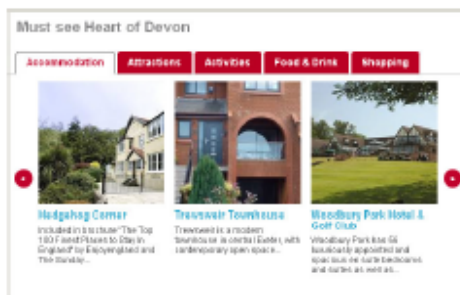 Must see Heart of Devon
Accommodation
Attractions
Activities
Food & Drink
Shopping
Hedgehog Corner
Included in brochure "The Top
100 Finest Places to Stay in
England" by Enjoyengland and
The Sunday...
Trewsweir Townhouse
Trewsweir is a modern
townhouse in central Exeter, with
contemporary open space...
Woodbury Park Hotel &
Golf Club
Woodbury Park has 56
luxuriously appointed and
spacious en suite bedrooms
and suites as well as...